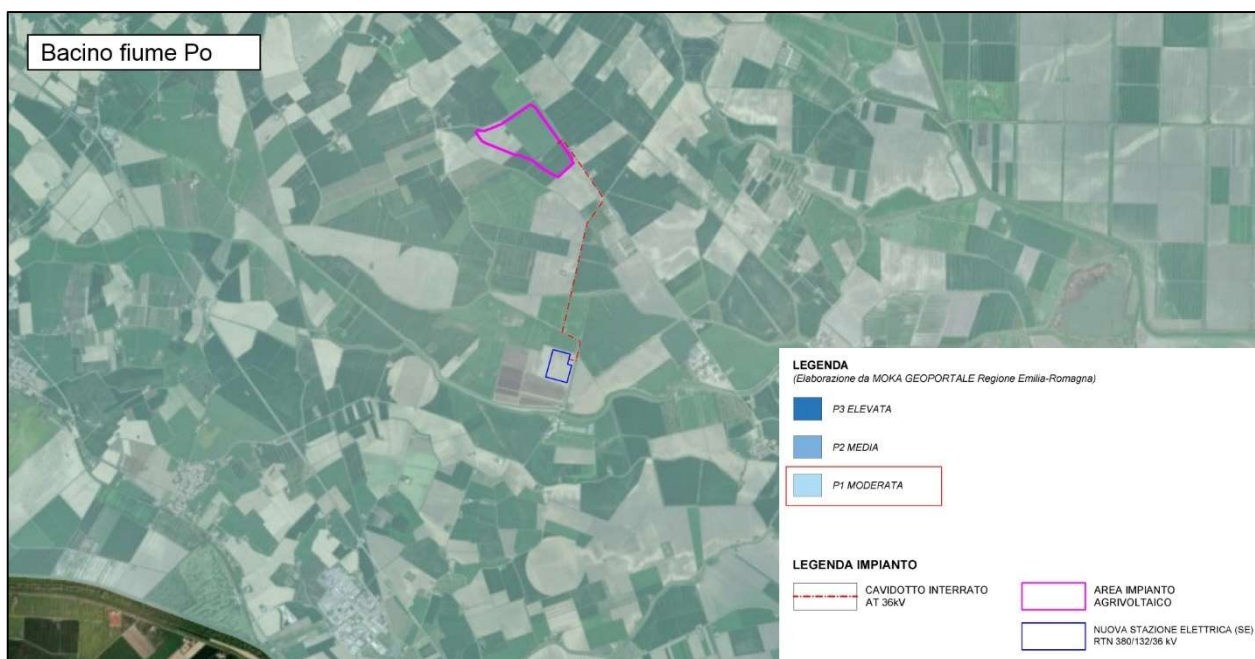 Bacino fiume Po
LEGENDA
(Elaborazione da MOKA GEOPORTALE Regione Emilia-Romagna)
P3 ELEVATA
P2 MEDIA
P1 MODERATA
LEGENDA IMPIANTO
CAVIDOTTO INTERRATO
AT 36kV
AREA IMPIANTO
AGRIVOLTAICO
NUOVA STAZIONE ELETTRICA (SE)
RTN 380/132/36 kV